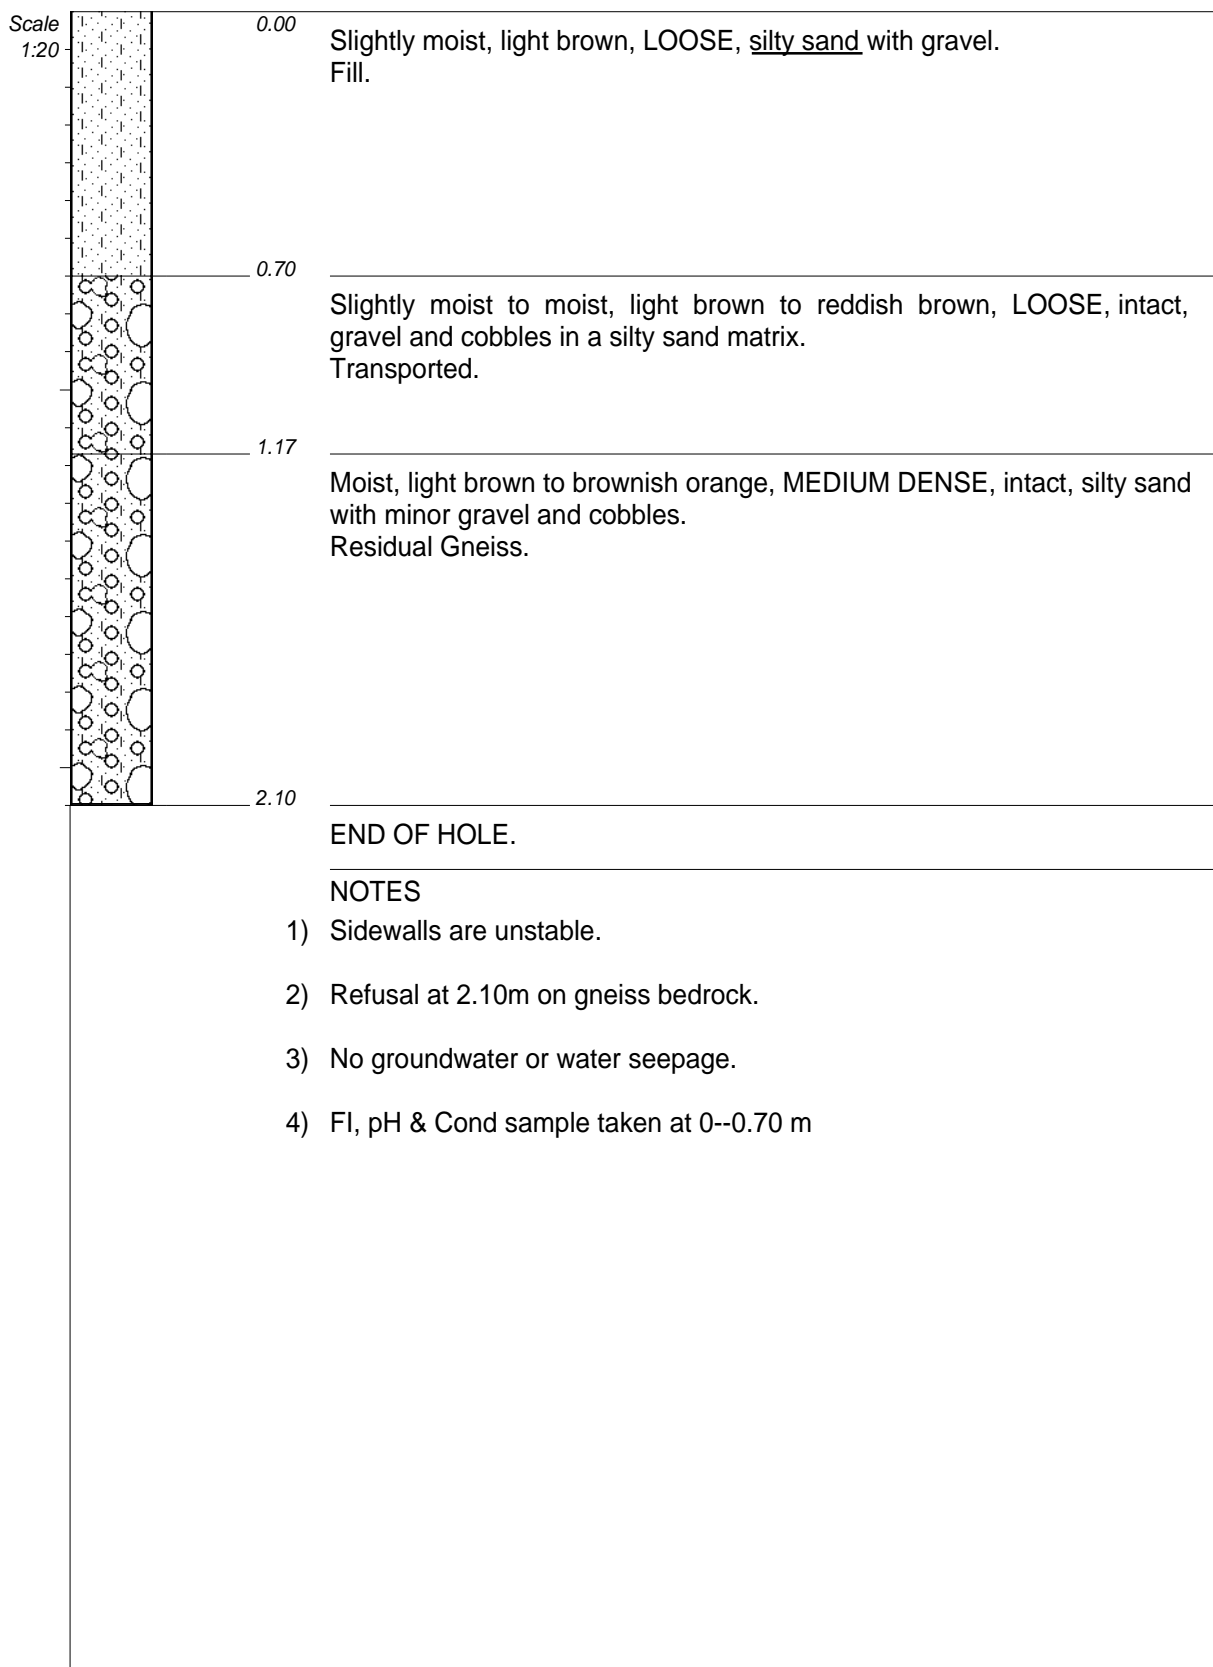 Scale
1:20
0.00
Slightly moist, light brown, LOOSE, silty sand with gravel.
Fill.
0.70
Slightly moist to moist, light brown to reddish brown, LOOSE, intact,
gravel and cobbles in a silty sand matrix.
Transported.
1.17
Moist, light brown to brownish orange, MEDIUM DENSE, intact, silty sand
with minor gravel and cobbles.
Residual Gneiss.
2.10
END OF HOLE.
NOTES
1) Sidewalls are unstable.
2) Refusal at 2.10m on gneiss bedrock.
3) No groundwater or water seepage.
4) FI, pH & Cond sample taken at 0--0.70 m